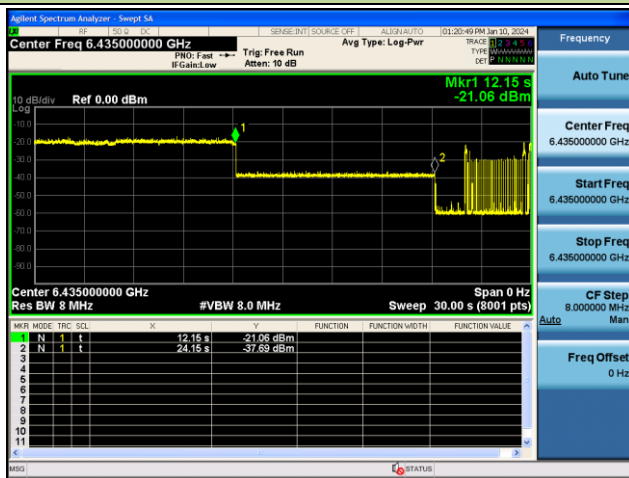 Agilent Spectrum Analyzer - Swept SA
RF 50 Ω DC SENSE:INT SOURCE OFF ALIGNAUTO 01:20:49 PM Jan 10, 2024
Center Freq 6.435000000 GHz
PNO: Fast
IFGain:Low
Trig: Free Run
Atten: 10 dB
Avg Type: Log-Pwr
TRACE 1 2 3 4 5 6
TYPE WWWWWW
DET P N N N N N
Mkr1 12.15 s
-21.06 dBm
10 dB/div Ref 0.00 dBm
Log
-10.0
-20.0
-30.0
-40.0
-50.0
-60.0
-70.0
-80.0
-90.0
1
2
Center 6.435000000 GHz Span 0 Hz
Res BW 8 MHz #VBW 8.0 MHz Sweep 30.00 s (8001 pts)
MKR MODE TRC SCL X Y FUNCTION FUNCTION WIDTH FUNCTION VALUE
1 N 1 t 12.15 s -21.06 dBm
2 N 1 t 24.15 s -37.69 dBm
3
4
5
6
7
8
9
10
11
MSG STATUS
Frequency
Auto Tune
Center Freq
6.435000000 GHz
Start Freq
6.435000000 GHz
Stop Freq
6.435000000 GHz
CF Step
8.000000 MHz
Auto Man
Freq Offset
0 Hz